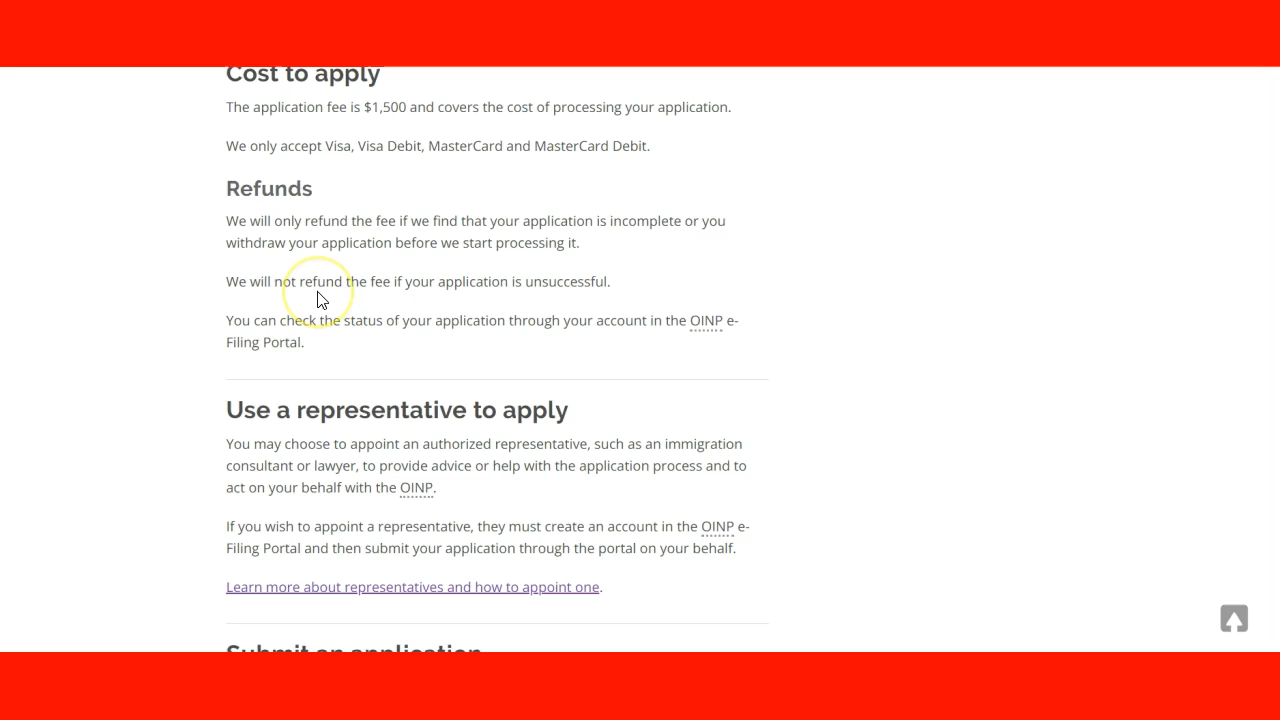 Cost to apply
The application fee is $1,500 and covers the cost of processing your application.
We only accept Visa, Visa Debit, MasterCard and MasterCard Debit.
Refunds
We will only refund the fee if we find that your application is incomplete or you
withdraw your application before we start processing it.
We will not refund the fee if your application is unsuccessful.
You can check the status of your application through your account in the OINP e-
Filing Portal.
Use a representative to apply
You may choose to appoint an authorized representative, such as an immigration
consultant or lawyer, to provide advice or help with the application process and to
act on your behalf with the OINP.
If you wish to appoint a representative, they must create an account in the OINP e-
Filing Portal and then submit your application through the portal on your behalf.
Learn more about representatives and how to appoint one.
Submit an application